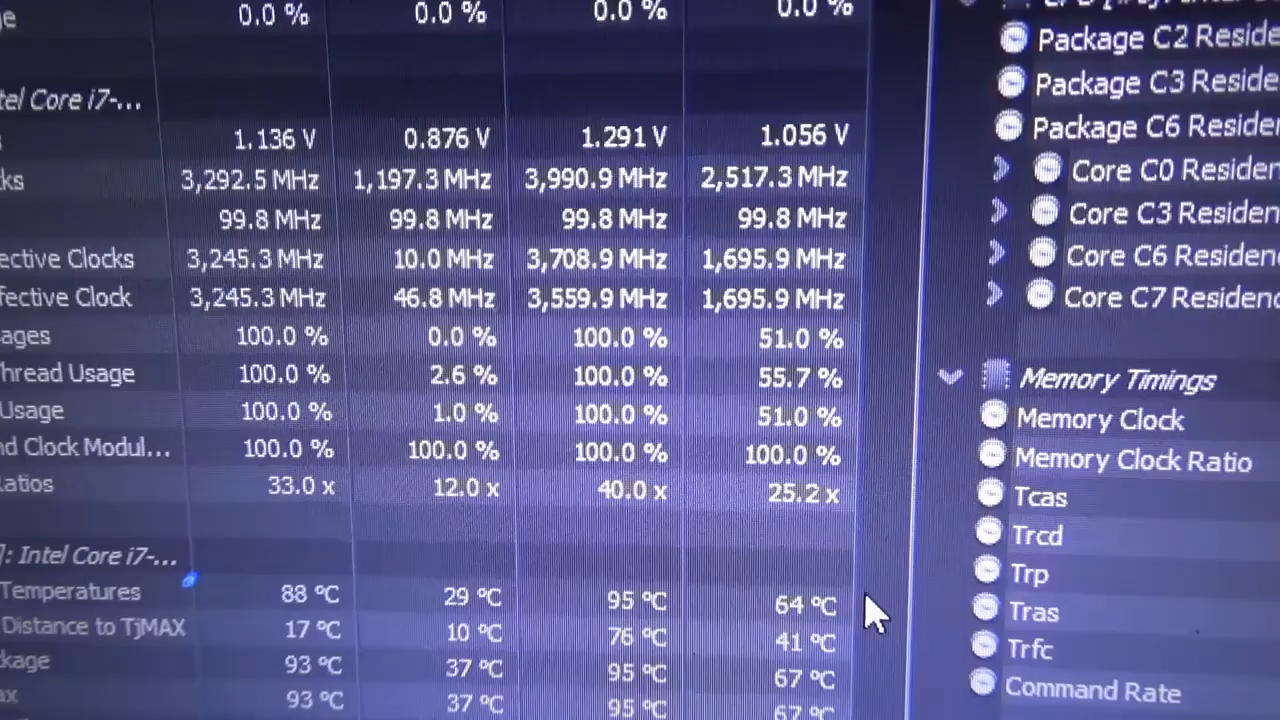 0.0 % 0.0 % 0.0 % 0.0 %
tel Core i7-...
1.136 V 0.876 V 1.291 V 1.056 V
ks 3,292.5 MHz 1,197.3 MHz 3,990.9 MHz 2,517.3 MHz
99.8 MHz 99.8 MHz 99.8 MHz 99.8 MHz
ective Clocks 3,245.3 MHz 10.0 MHz 3,708.9 MHz 1,695.9 MHz
fective Clock 3,245.3 MHz 46.8 MHz 3,559.9 MHz 1,695.9 MHz
ages 100.0 % 0.0 % 100.0 % 51.0 %
hread Usage 100.0 % 2.6 % 100.0 % 55.7 %
Usage 100.0 % 1.0 % 100.0 % 51.0 %
nd Clock Modul... 100.0 % 100.0 % 100.0 % 100.0 %
atios 33.0 x 12.0 x 40.0 x 25.2 x
]: Intel Core i7-...
Temperatures 88 °C 29 °C 95 °C 64 °C
Distance to TjMAX 17 °C 10 °C 76 °C 41 °C
kage 93 °C 37 °C 95 °C 67 °C
ax 93 °C 37 °C 95 °C 67 °C
Package C2 Reside
Package C3 Reside
Package C6 Reside
Core C0 Residen
Core C3 Residen
Core C6 Residen
Core C7 Residen
Memory Timings
Memory Clock
Memory Clock Ratio
Tcas
Trcd
Trp
Tras
Trfc
Command Rate